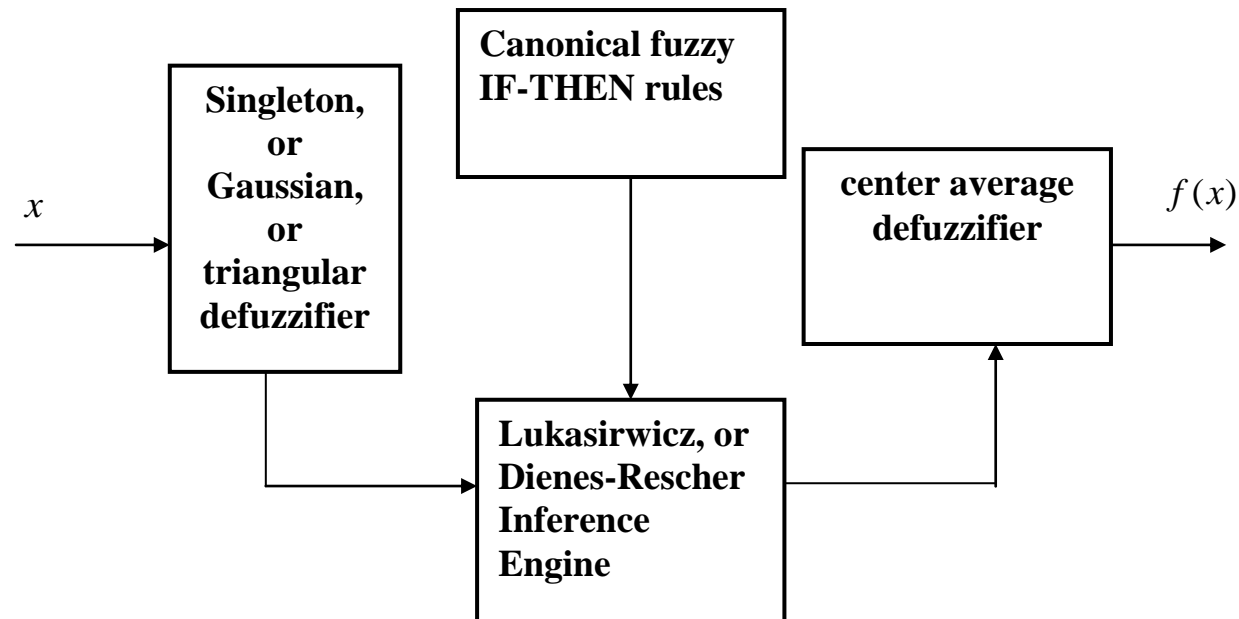 x
Singleton,
or
Gaussian,
or
triangular
defuzzifier
Canonical fuzzy
IF-THEN rules
Lukasirwicz, or
Dienes-Rescher
Inference
Engine
center average
defuzzifier
f(x)